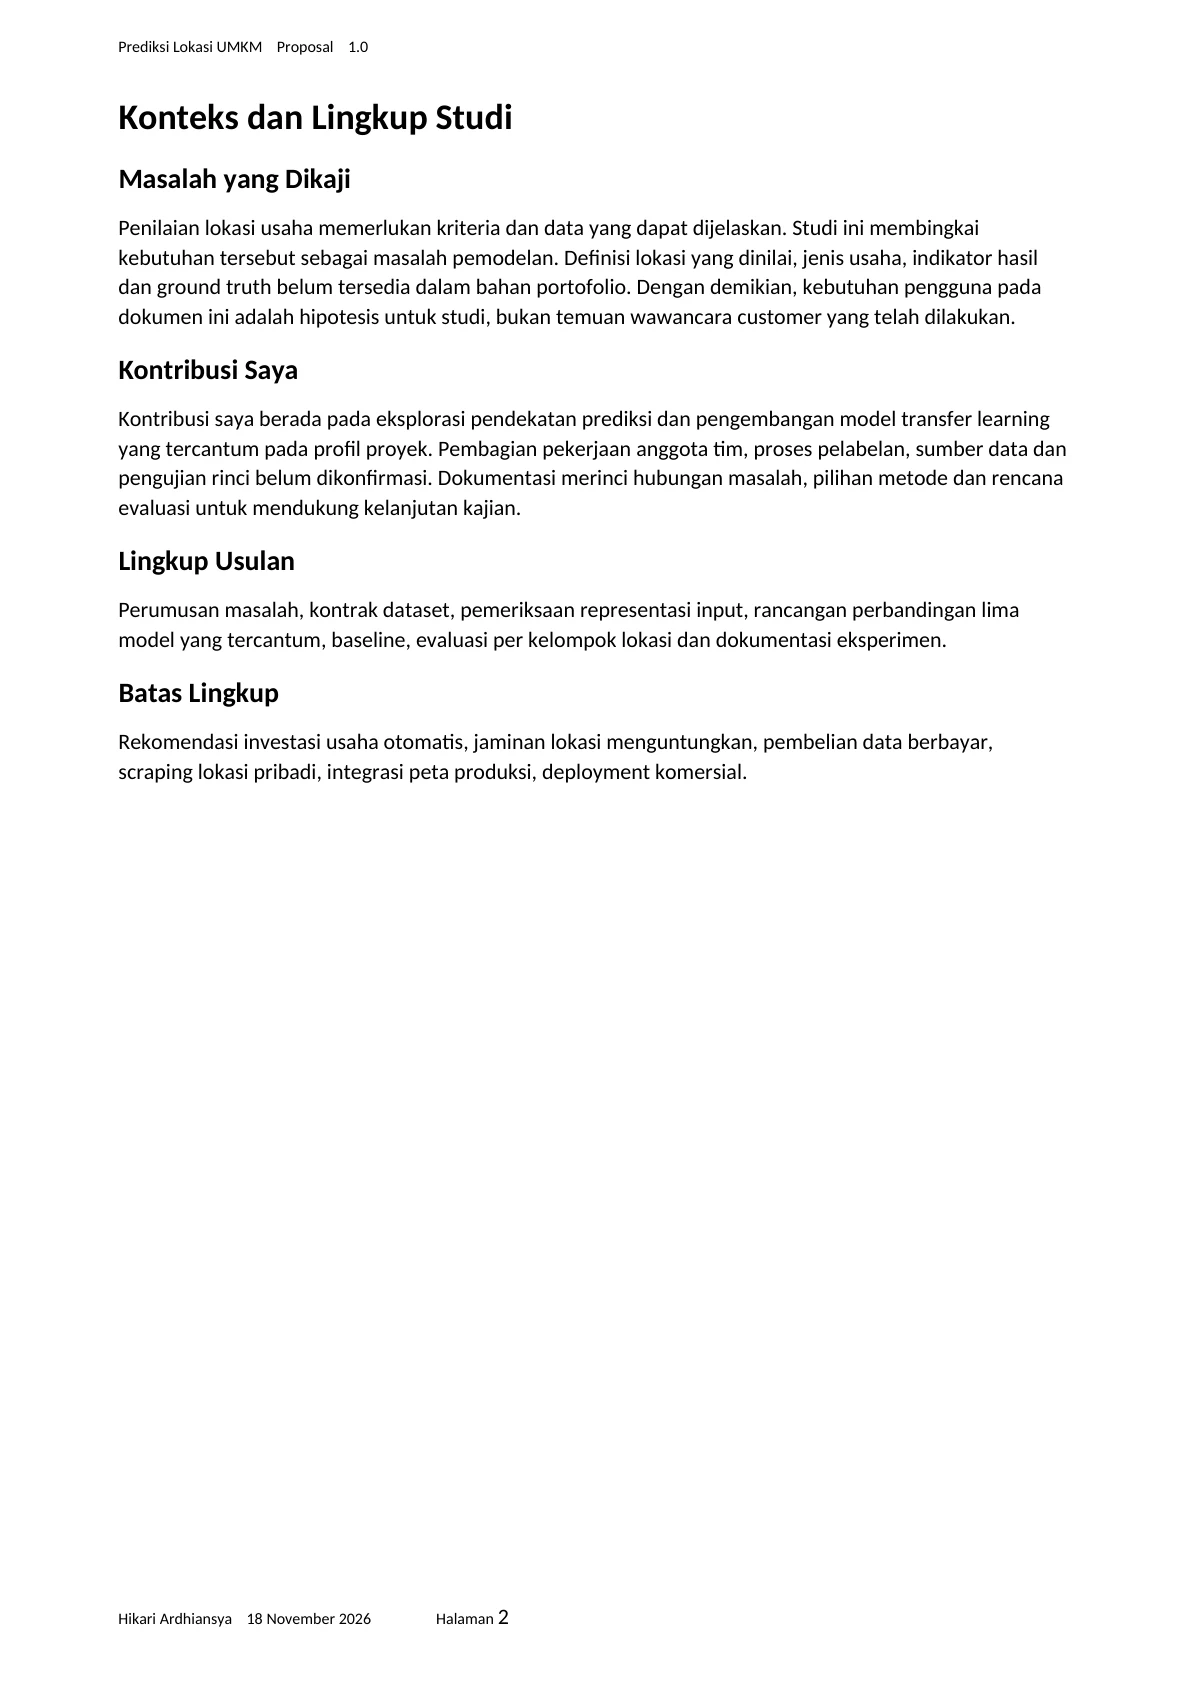 Prediksi Lokasi UMKM Proposal 1.0
Konteks dan Lingkup Studi
Masalah yang Dikaji
Penilaian lokasi usaha memerlukan kriteria dan data yang dapat dijelaskan. Studi ini membingkai
kebutuhan tersebut sebagai masalah pemodelan. Definisi lokasi yang dinilai, jenis usaha, indikator hasil
dan ground truth belum tersedia dalam bahan portofolio. Dengan demikian, kebutuhan pengguna pada
dokumen ini adalah hipotesis untuk studi, bukan temuan wawancara customer yang telah dilakukan.
Kontribusi Saya
Kontribusi saya berada pada eksplorasi pendekatan prediksi dan pengembangan model transfer learning
yang tercantum pada profil proyek. Pembagian pekerjaan anggota tim, proses pelabelan, sumber data dan
pengujian rinci belum dikonfirmasi. Dokumentasi merinci hubungan masalah, pilihan metode dan rencana
evaluasi untuk mendukung kelanjutan kajian.
Lingkup Usulan
Perumusan masalah, kontrak dataset, pemeriksaan representasi input, rancangan perbandingan lima
model yang tercantum, baseline, evaluasi per kelompok lokasi dan dokumentasi eksperimen.
Batas Lingkup
Rekomendasi investasi usaha otomatis, jaminan lokasi menguntungkan, pembelian data berbayar,
scraping lokasi pribadi, integrasi peta produksi, deployment komersial.
Hikari Ardhiansya 18 November 2026 Halaman 2